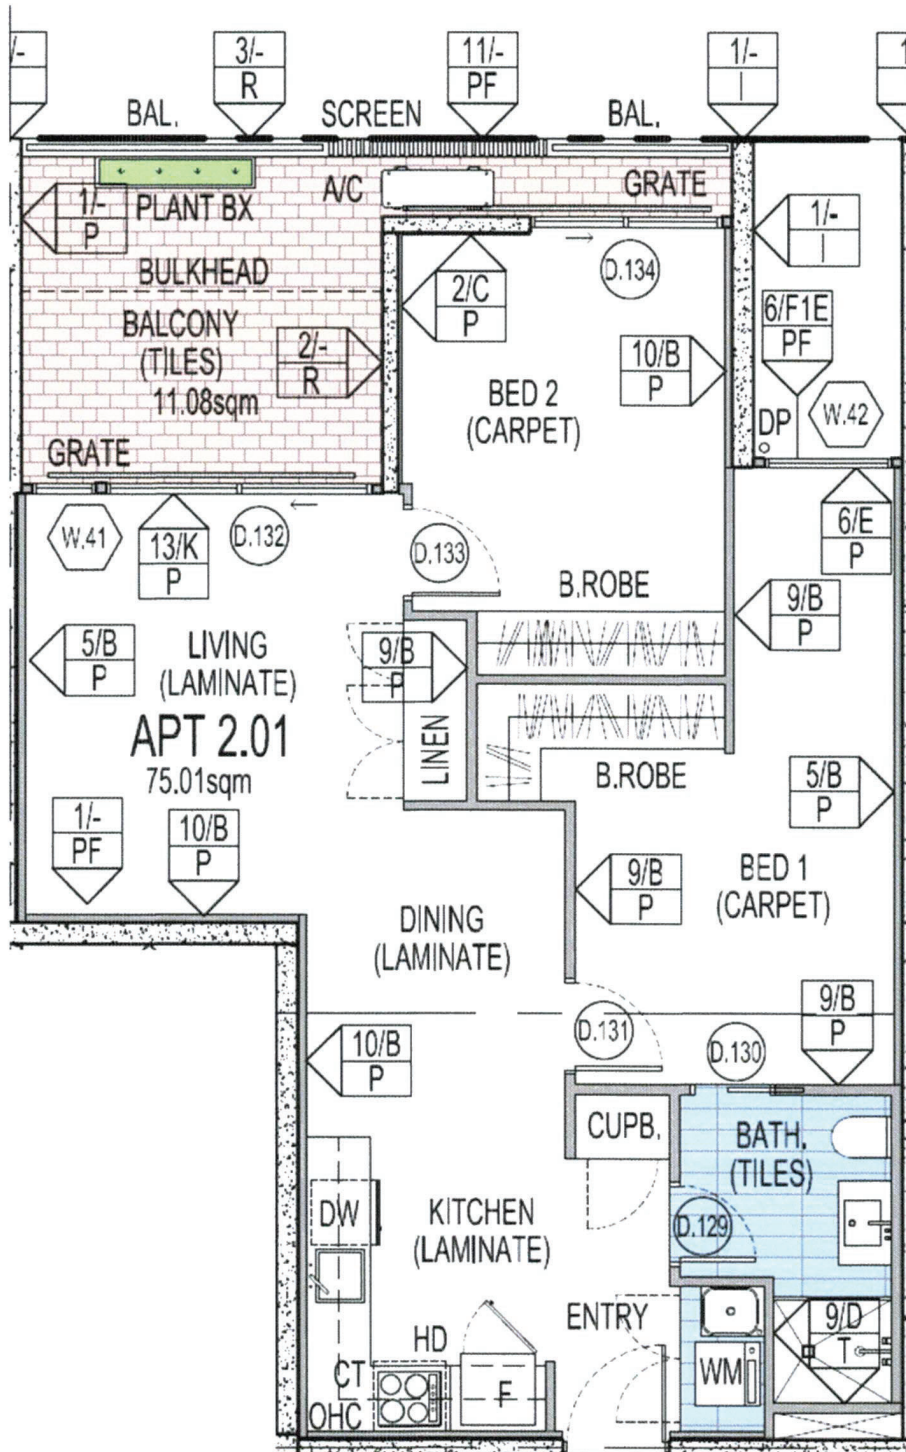 /-
3/-
R
11/-
PF
1/-
I
1
BAL.
SCREEN
BAL.
A/C
GRATE
1/-
P
PLANT BX
1/-
I
BULKHEAD
D.134
2/C
P
6/F1E
PF
BALCONY
(TILES)
11.08sqm
2/-
R
10/B
P
BED 2
(CARPET)
DP
W.42
GRATE
W.41
13/K
P
D.132
D.133
6/E
P
B.ROBE
9/B
P
5/B
P
LIVING
(LAMINATE)
9/B
P
APT 2.01
75.01sqm
LINEN
B.ROBE
5/B
P
1/-
PF
10/B
P
9/B
P
BED 1
(CARPET)
DINING
(LAMINATE)
9/B
P
D.131
D.130
10/B
P
CUPB.
BATH.
(TILES)
DW
KITCHEN
(LAMINATE)
D.129
ENTRY
9/D
T
HD
CT
F
WM
OHC